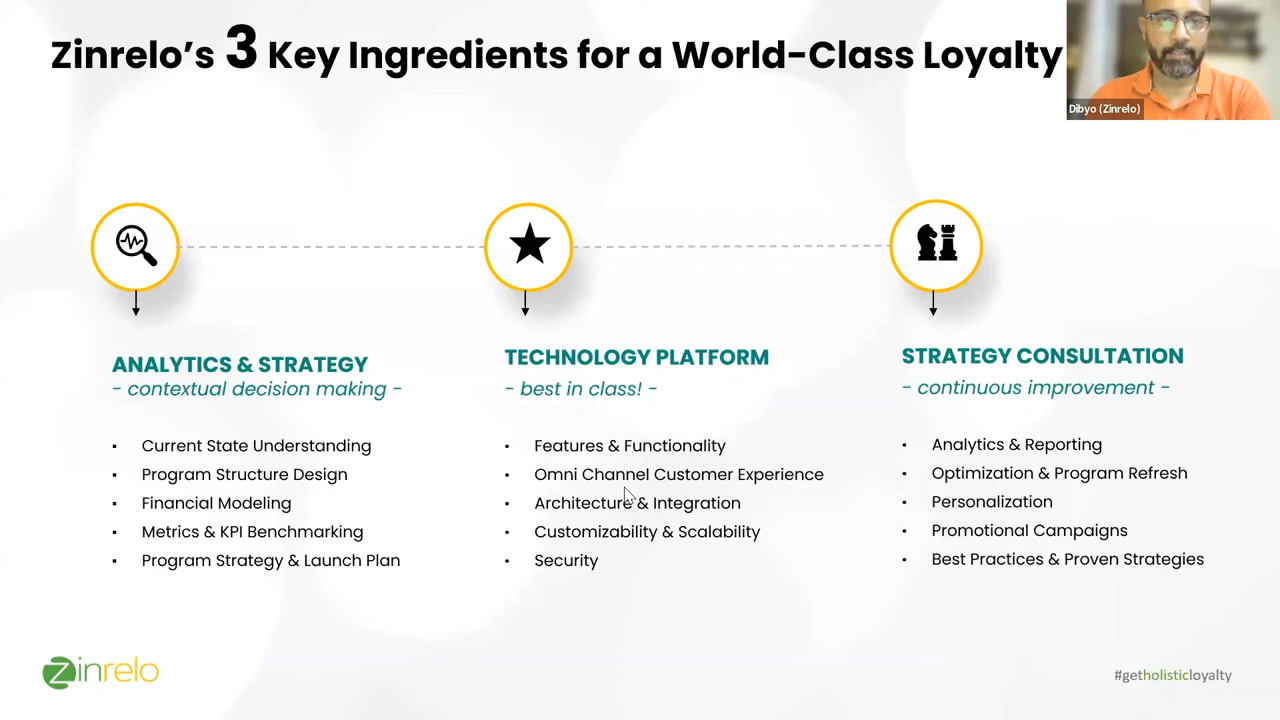 Zinrelo's 3 Key Ingredients for a World-Class Loyalty
Dibyo (Zinrelo)
ANALYTICS & STRATEGY
- contextual decision making -
▪ Current State Understanding
▪ Program Structure Design
▪ Financial Modeling
▪ Metrics & KPI Benchmarking
▪ Program Strategy & Launch Plan
TECHNOLOGY PLATFORM
- best in class! -
• Features & Functionality
• Omni Channel Customer Experience
• Architecture & Integration
• Customizability & Scalability
• Security
STRATEGY CONSULTATION
- continuous improvement -
• Analytics & Reporting
• Optimization & Program Refresh
• Personalization
• Promotional Campaigns
• Best Practices & Proven Strategies
zinrelo
#getholisticloyalty